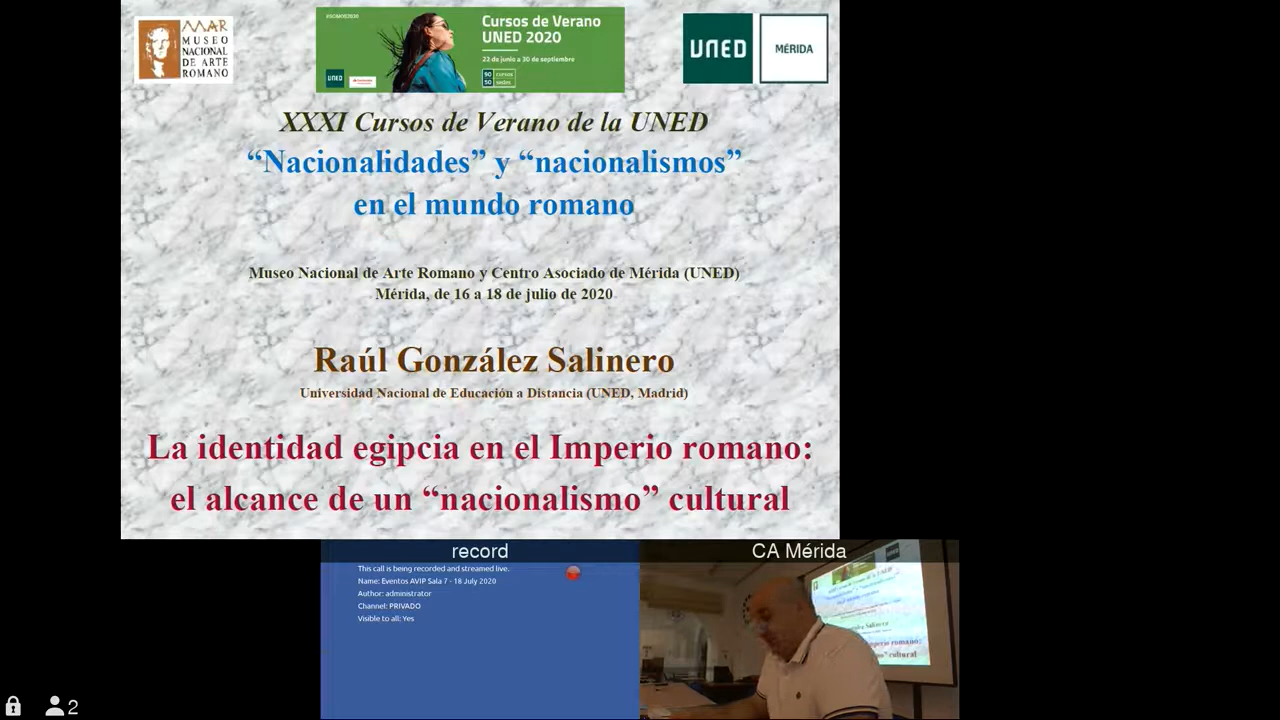 MAR
MUSEO
NACIONAL
DE ARTE
ROMANO
Cursos de Verano
UNED 2020
22 de junio a 30 de septiembre
90 cursos
50 sedes
UNED
UNED
MÉRIDA
XXXI Cursos de Verano de la UNED
“Nacionalidades” y “nacionalismos”
en el mundo romano
Museo Nacional de Arte Romano y Centro Asociado de Mérida (UNED)
Mérida, de 16 a 18 de julio de 2020
Raúl González Salinero
Universidad Nacional de Educación a Distancia (UNED, Madrid)
La identidad egipcia en el Imperio romano:
el alcance de un “nacionalismo” cultural
record
This call is being recorded and streamed live.
Name: Eventos AVIP Sala 7 - 18 July 2020
Author: administrator
Channel: PRIVADO
Visible to all: Yes
CA Mérida
2